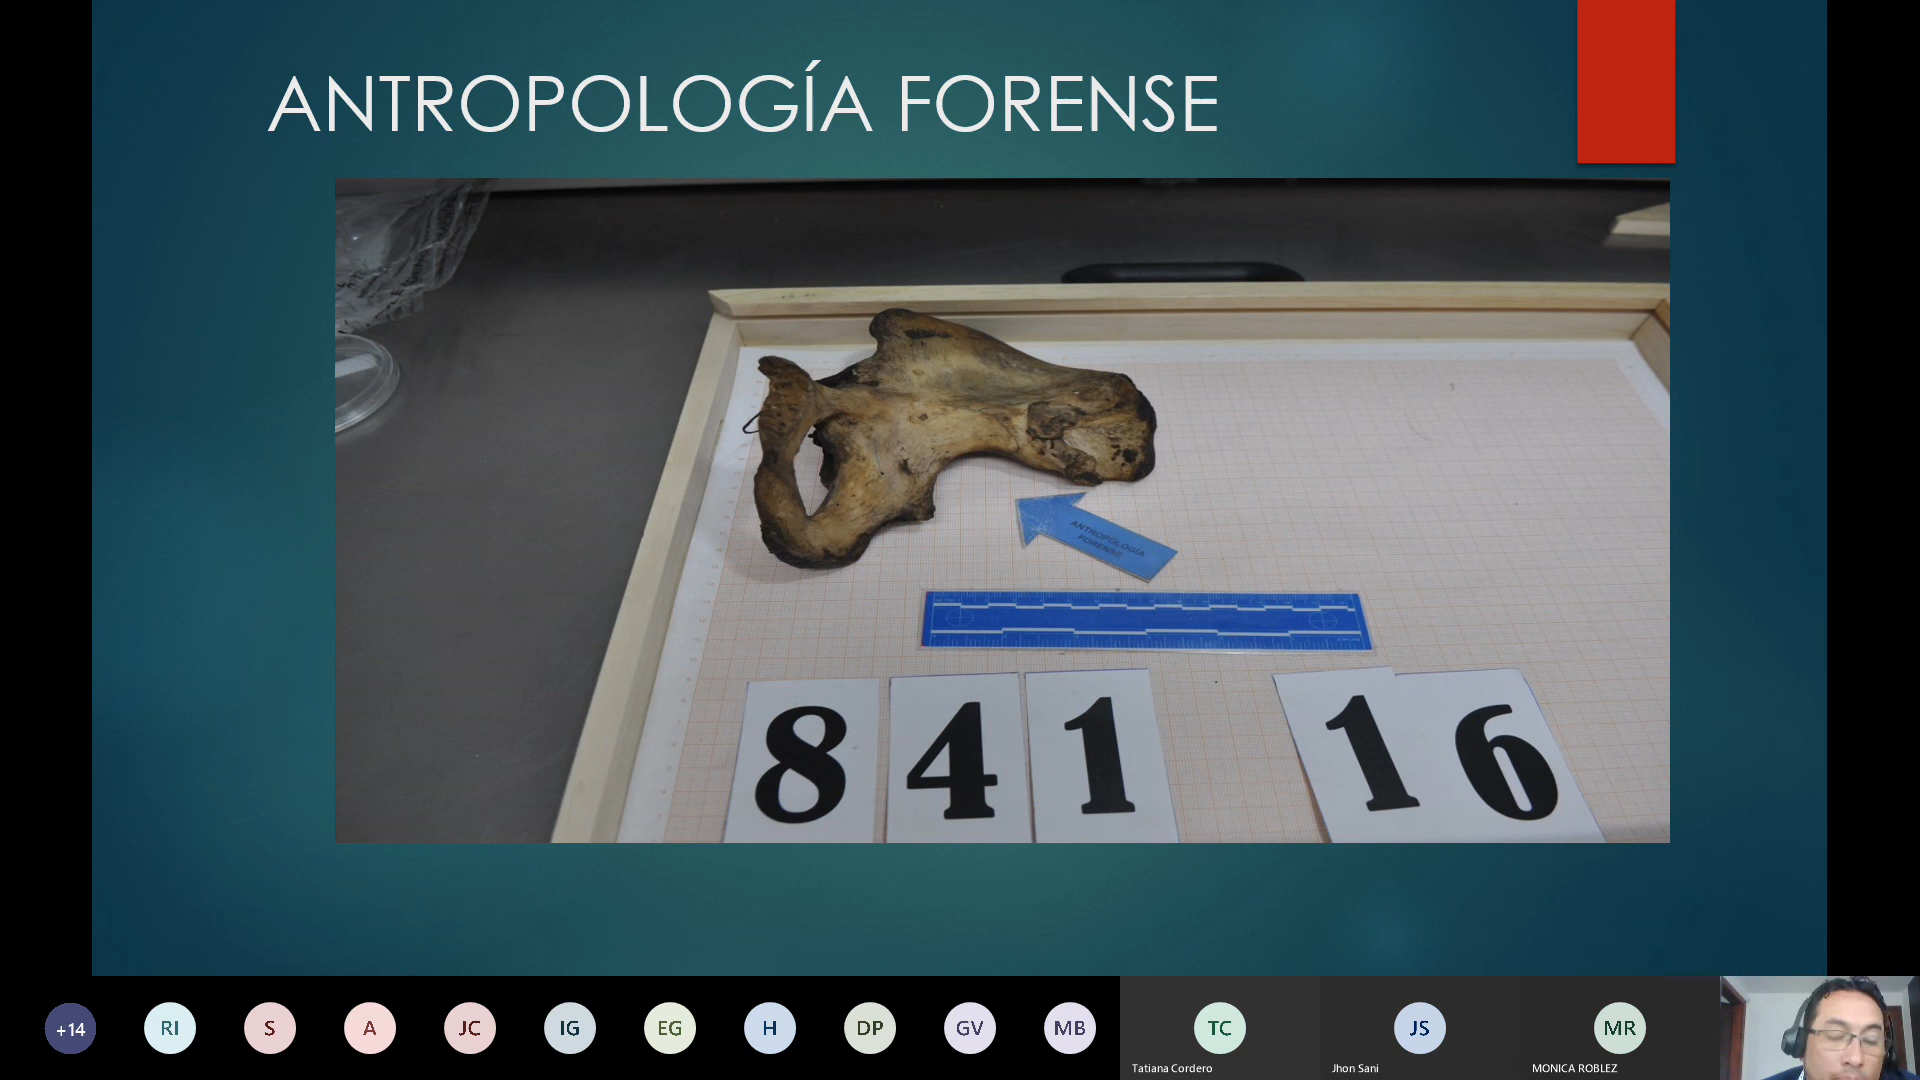 ANTROPOLOGÍA FORENSE
ANTROPOLOGÍA
FORENSE
8 4 1 1 6
+14 RI S A JC IG EG H DP GV MB TC JS MR
Tatiana Cordero Jhon Sani MONICA ROBLEZ